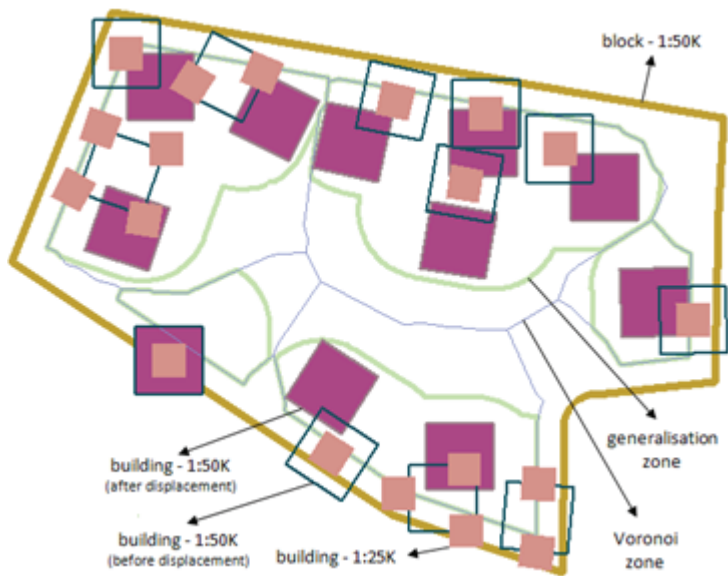 block - 1:50K
generalisation
zone
building - 1:50K
(after displacement)
building - 1:50K
(before displacement)
building - 1:25K
Voronoi
zone